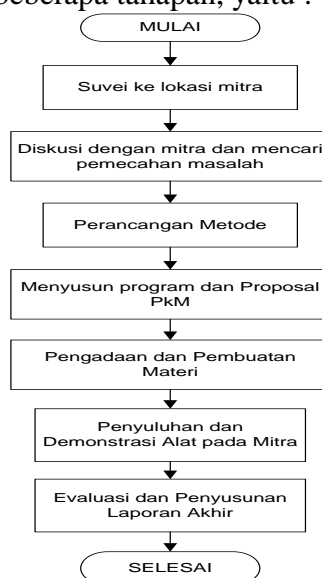 beberapa tahapan, yaitu :
MULAI
Suvei ke lokasi mitra
Diskusi dengan mitra dan mencari
pemecahan masalah
Perancangan Metode
Menyusun program dan Proposal
PkM
Pengadaan dan Pembuatan
Materi
Penyuluhan dan
Demonstrasi Alat pada Mitra
Evaluasi dan Penyusunan
Laporan Akhir
SELESAI